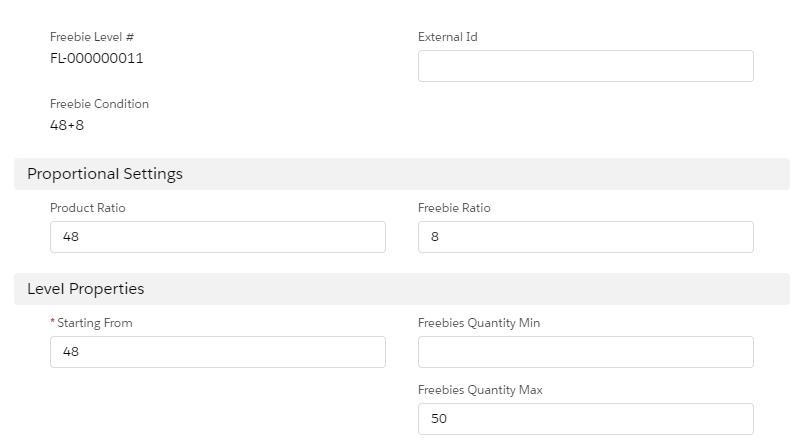 Freebie Level #
FL-000000011
External Id
Freebie Condition
48+8
Proportional Settings
Product Ratio
48
Freebie Ratio
8
Level Properties
* Starting From
48
Freebies Quantity Min
Freebies Quantity Max
50